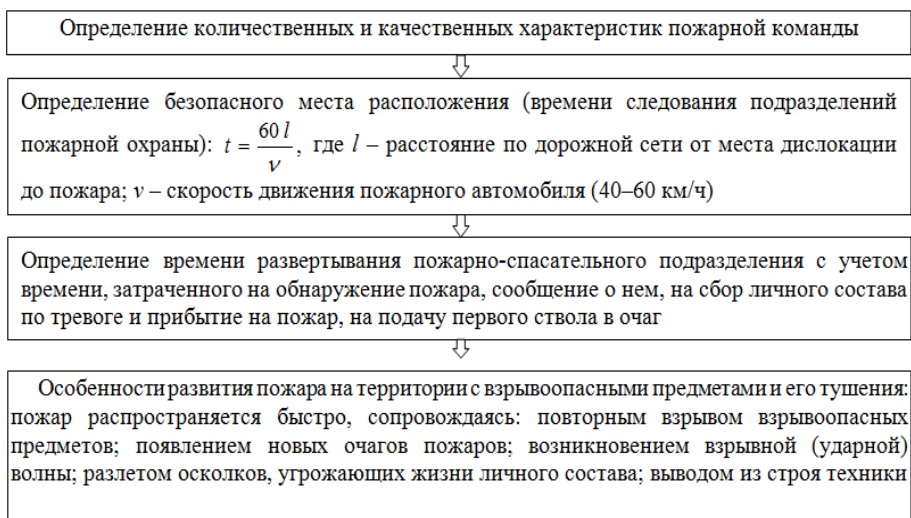 Определение количественных и качественных характеристик пожарной команды
Определение безопасного места расположения (времени следования подразделений
пожарной охраны): t = 60 l / ν, где l – расстояние по дорожной сети от места дислокации
до пожара; v – скорость движения пожарного автомобиля (40–60 км/ч)
Определение времени развертывания пожарно-спасательного подразделения с учетом
времени, затраченного на обнаружение пожара, сообщение о нем, на сбор личного состава
по тревоге и прибытие на пожар, на подачу первого ствола в очаг
Особенности развития пожара на территории с взрывоопасными предметами и его тушения:
пожар распространяется быстро, сопровождаясь: повторным взрывом взрывоопасных
предметов; появлением новых очагов пожаров; возникновением взрывной (ударной)
волны; разлетом осколков, угрожающих жизни личного состава; выводом из строя техники